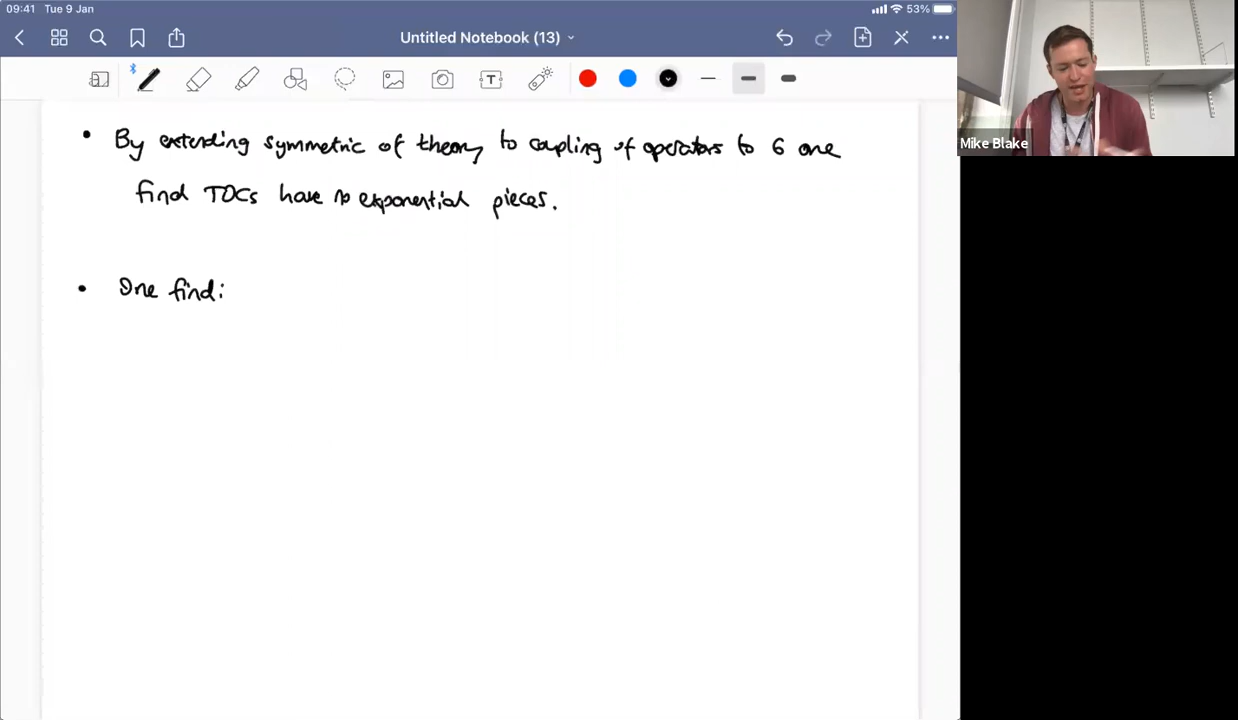 09:41 Tue 9 Jan
53%
Untitled Notebook (13)
T
Mike Blake
• By extending symmetric of theory to coupling of operators to 6 one
find TOCs have no exponential pieces.
• One find: